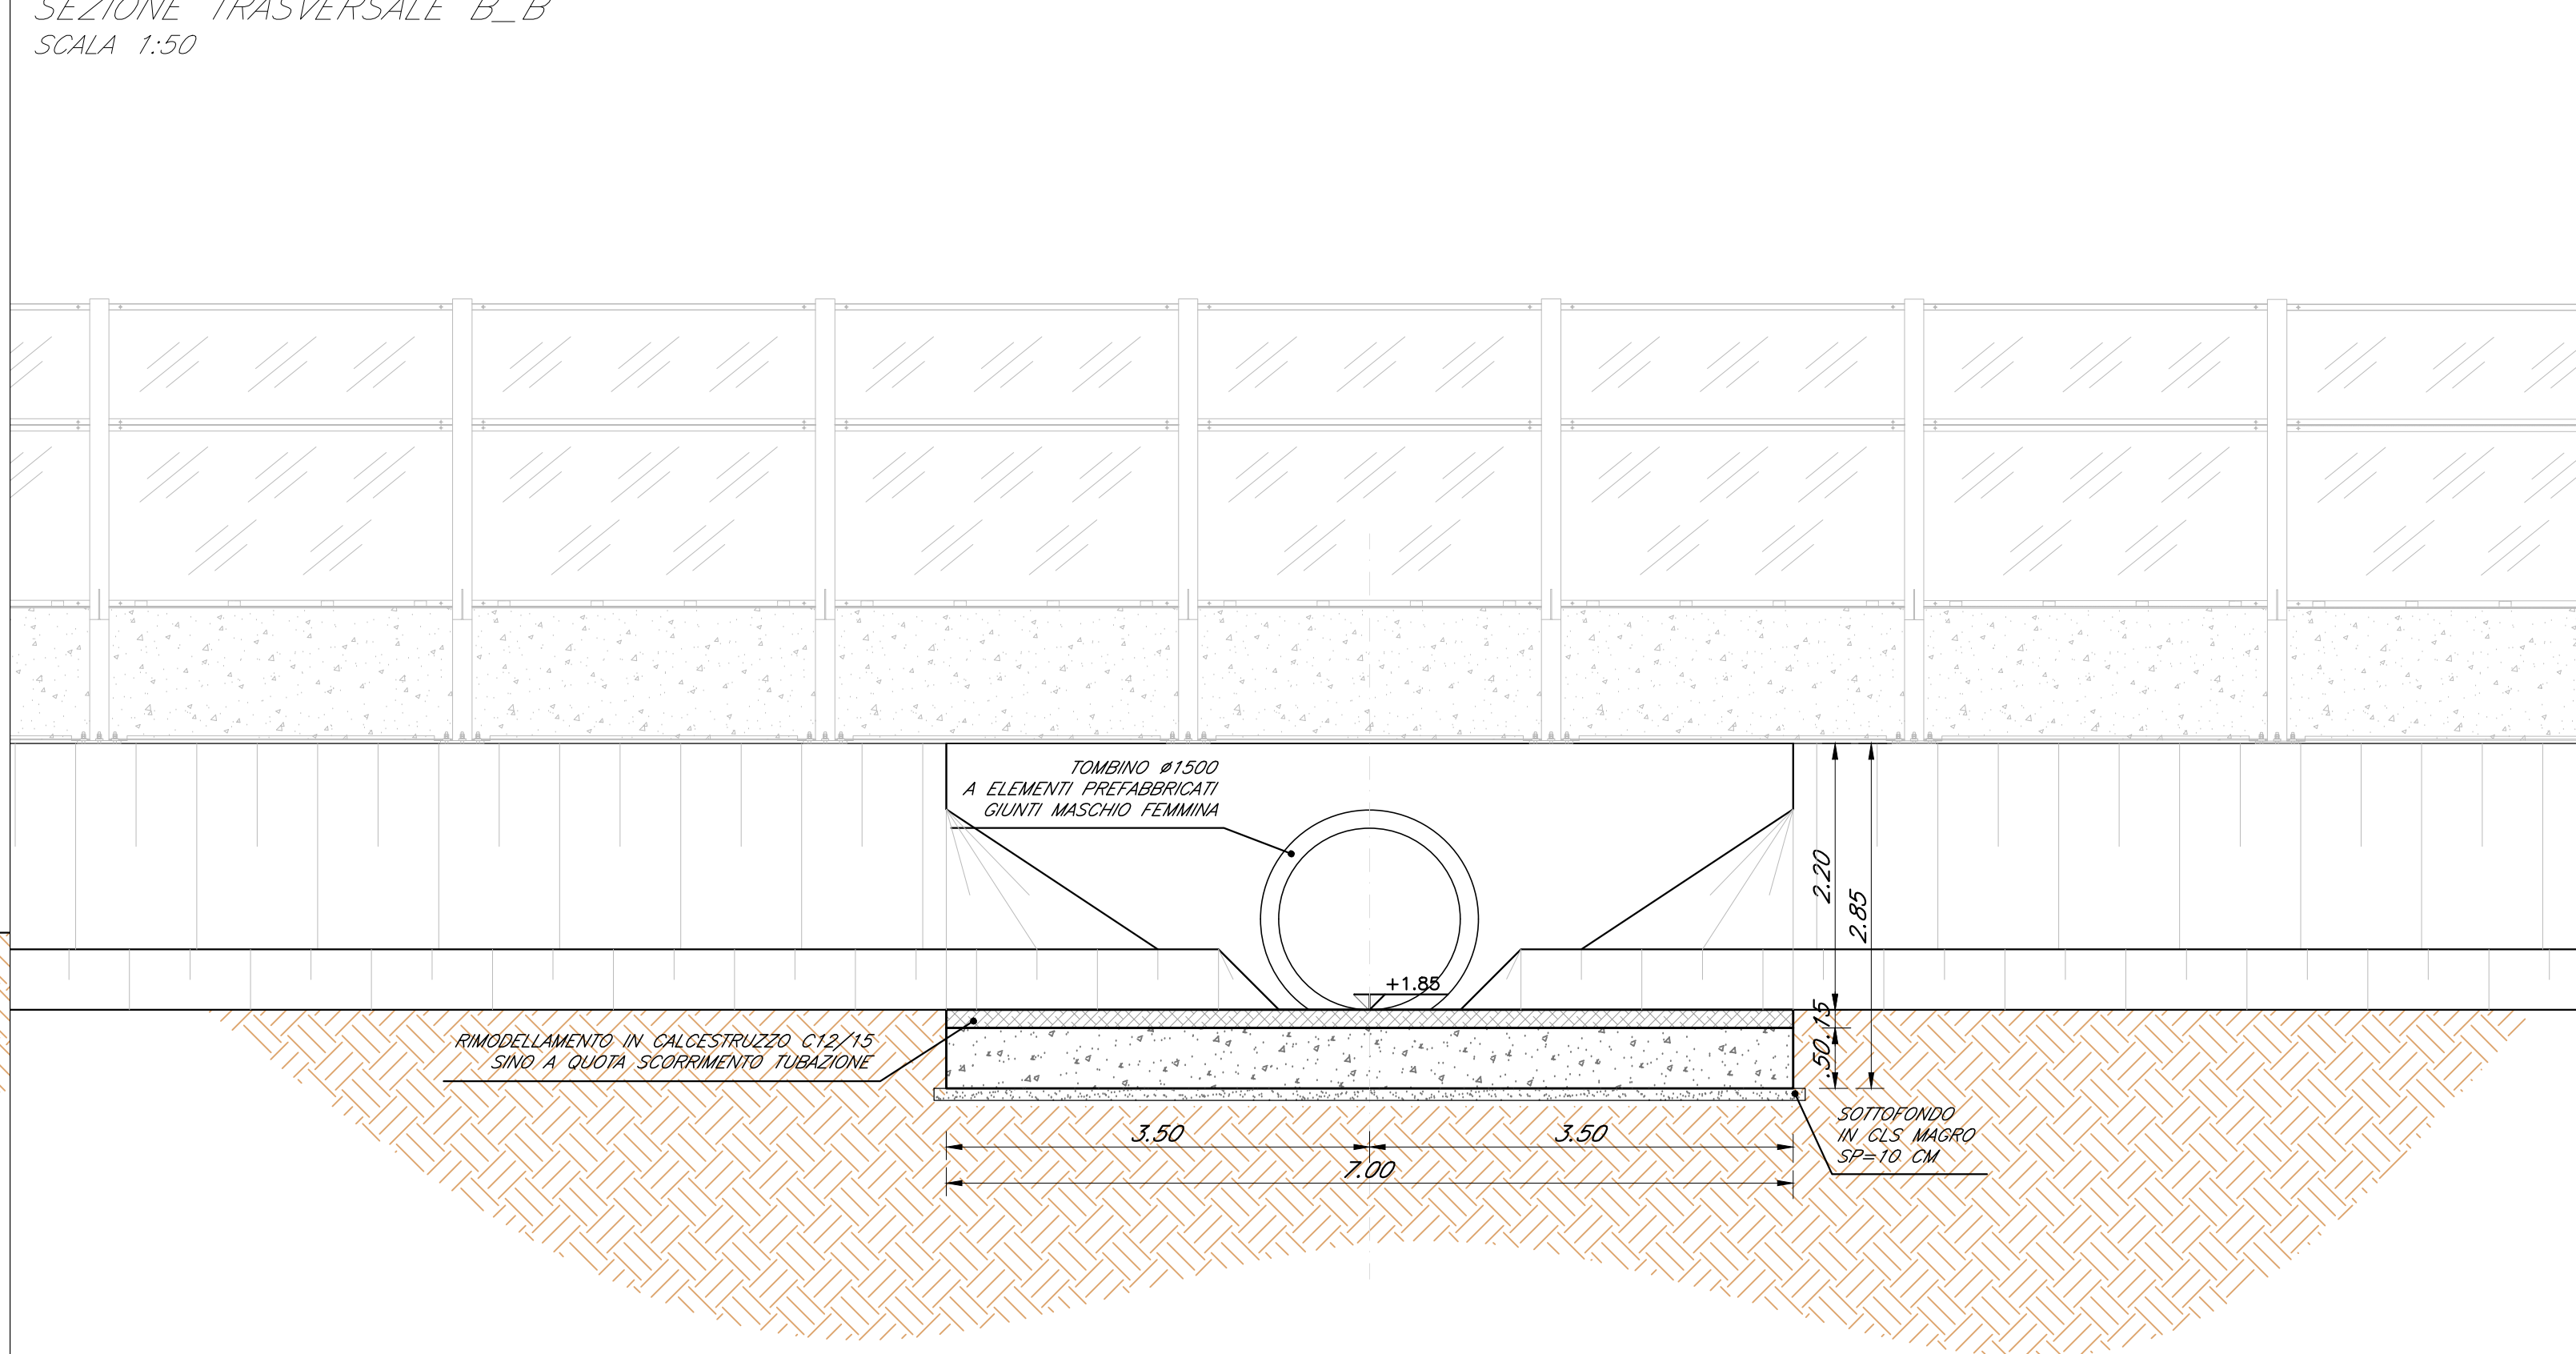 SEZIONE TRASVERSALE B_B
SCALA 1:50
TOMBINO ø1500
A ELEMENTI PREFABBRICATI
GIUNTI MASCHIO FEMMINA
2.20
2.85
+1.85
.15
.50
RIMODELLAMENTO IN CALCESTRUZZO C12/15
SINO A QUOTA SCORRIMENTO TUBAZIONE
SOTTOFONDO
IN CLS MAGRO
SP=10 CM
3.50
3.50
7.00